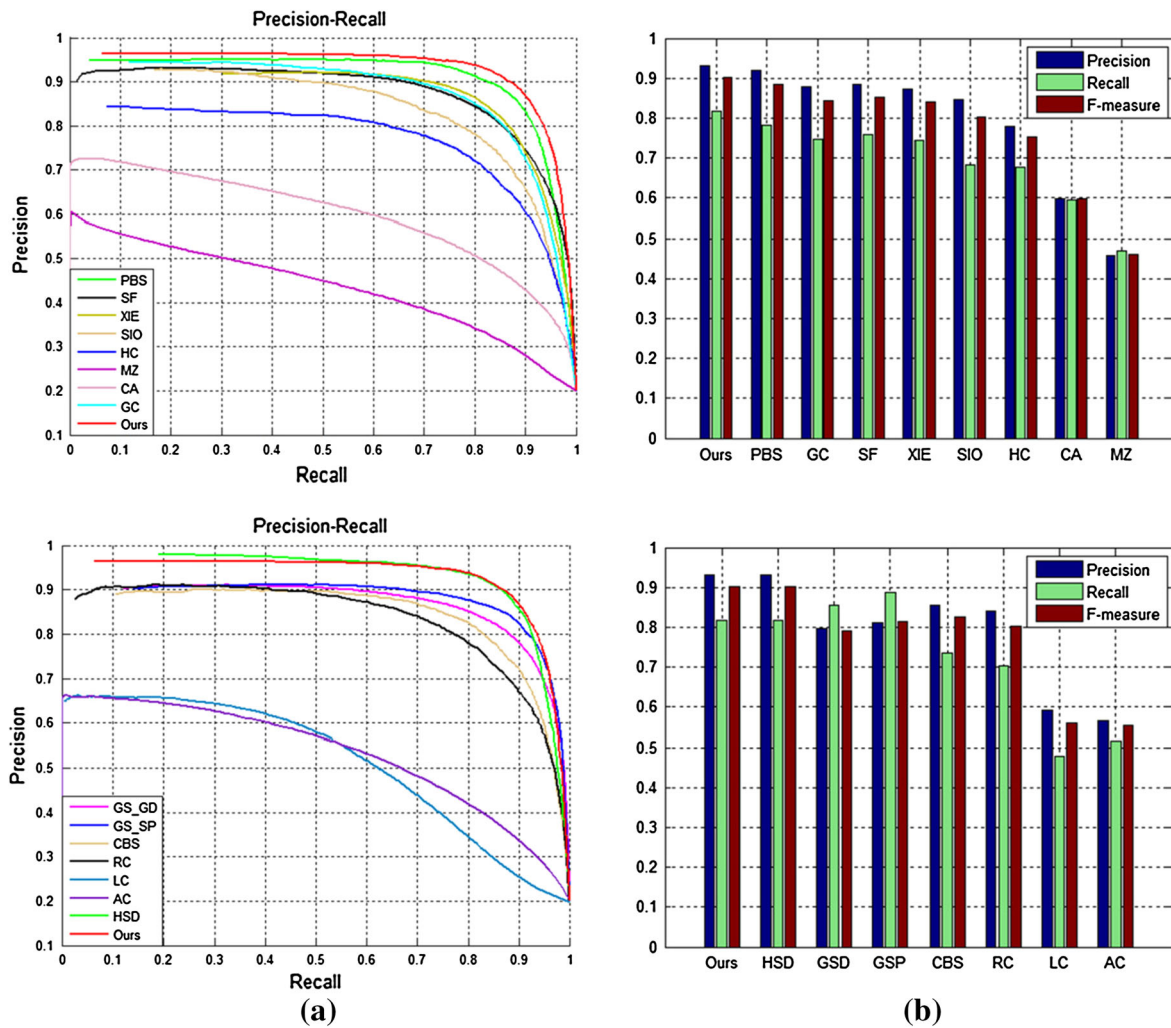 Precision-Recall
Precision
1
0.9
0.8
0.7
0.6
0.5
0.4
0.3
0.2
0.1
PBS
SF
XIE
SIO
HC
MZ
CA
GC
Ours
0 0.1 0.2 0.3 0.4 0.5 0.6 0.7 0.8 0.9 1
Recall
1
0.9
0.8
0.7
0.6
0.5
0.4
0.3
0.2
0.1
0
Precision
Recall
F-measure
Ours PBS GC SF XIE SIO HC CA MZ
Precision-Recall
Precision
1
0.9
0.8
0.7
0.6
0.5
0.4
0.3
0.2
0.1
GS_GD
GS_SP
CBS
RC
LC
AC
HSD
Ours
0 0.1 0.2 0.3 0.4 0.5 0.6 0.7 0.8 0.9 1
Recall
1
0.9
0.8
0.7
0.6
0.5
0.4
0.3
0.2
0.1
0
Precision
Recall
F-measure
Ours HSD GSD GSP CBS RC LC AC
(a) (b)